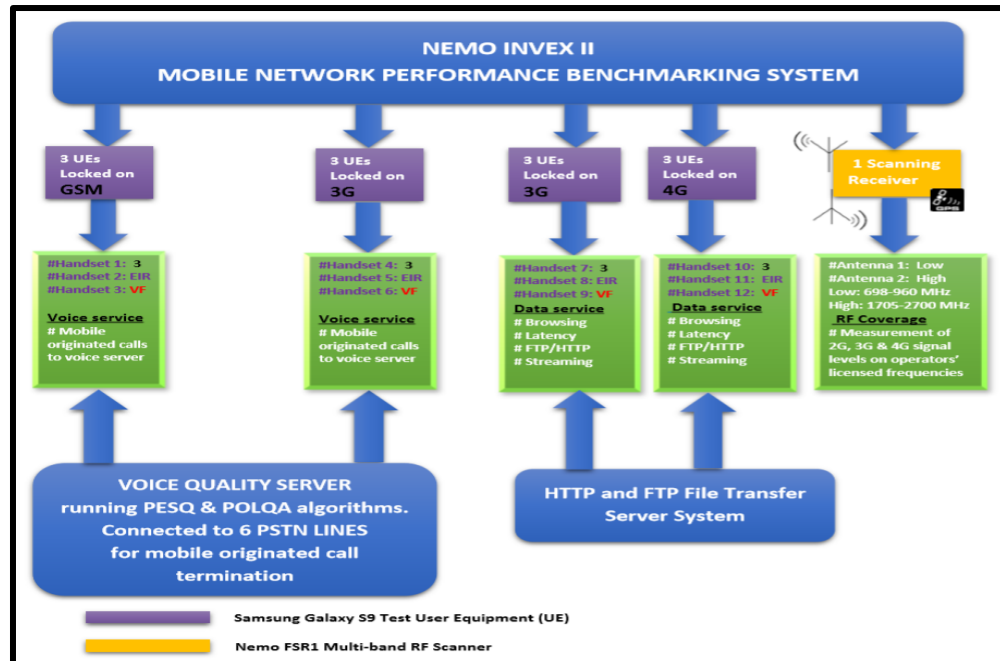 NEMO INVEX II
MOBILE NETWORK PERFORMANCE BENCHMARKING SYSTEM
3 UEs
Locked on
GSM
3 UEs
Locked on
3G
3 UEs
Locked on
3G
3 UEs
Locked on
4G
1 Scanning
Receiver
GPS
#Handset 1: 3
#Handset 2: EIR
#Handset 3: VF
Voice service
# Mobile
originated calls
to voice server
#Handset 4: 3
#Handset 5: EIR
#Handset 6: VF
Voice service
# Mobile
originated calls
to voice server
#Handset 7: 3
#Handset 8: EIR
#Handset 9: VF
Data service
# Browsing
# Latency
# FTP/HTTP
# Streaming
#Handset 10: 3
#Handset 11: EIR
#Handset 12: VF
Data service
# Browsing
# Latency
# FTP/HTTP
# Streaming
#Antenna 1: Low
#Antenna 2: High
Low: 698-960 MHz
High: 1705-2700 MHz
RF Coverage
# Measurement of
2G, 3G & 4G signal
levels on operators'
licensed frequencies
VOICE QUALITY SERVER
running PESQ & POLQA algorithms.
Connected to 6 PSTN LINES
for mobile originated call
termination
HTTP and FTP File Transfer
Server System
Samsung Galaxy S9 Test User Equipment (UE)
Nemo FSR1 Multi-band RF Scanner